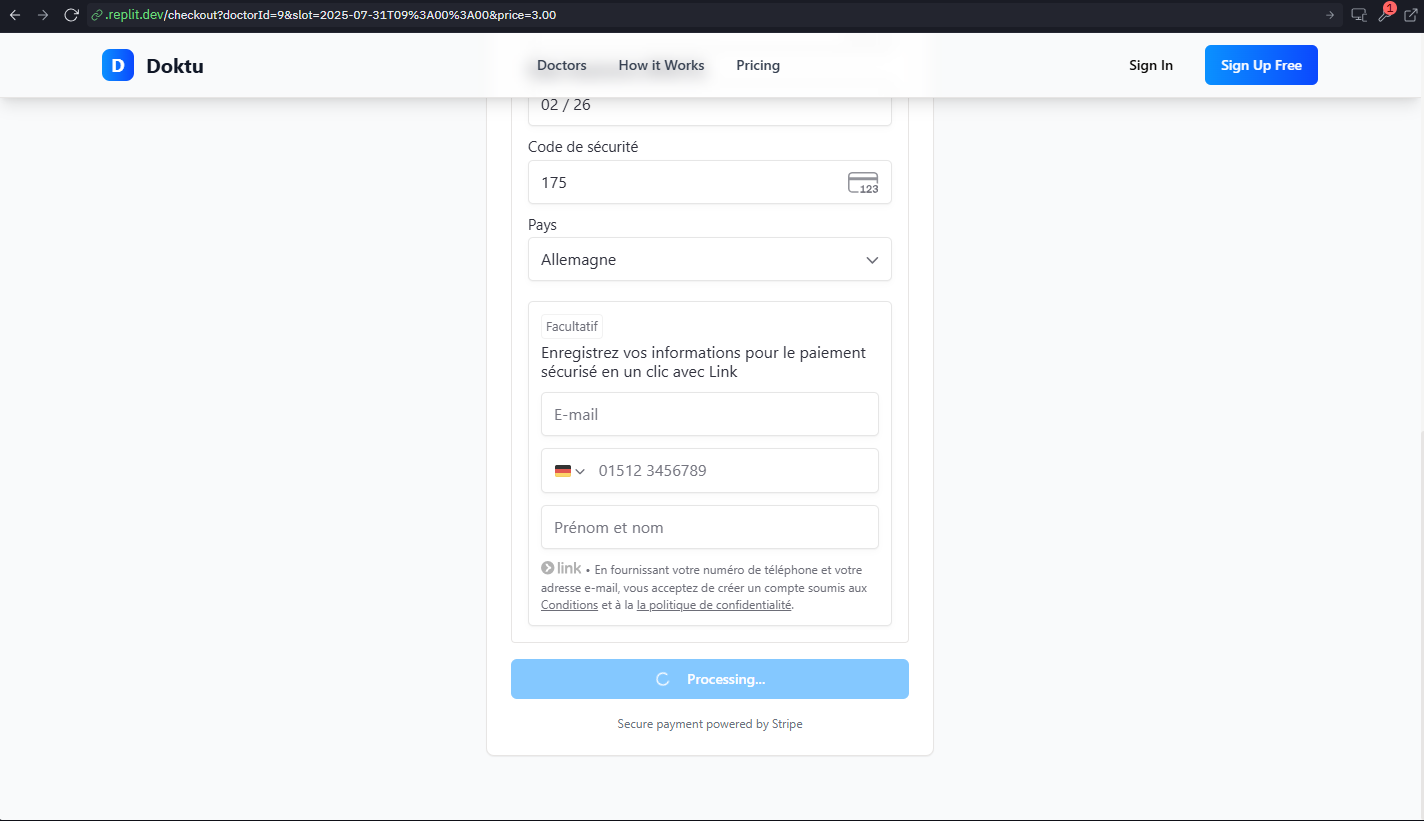 .replit.dev/checkout?doctorId=9&slot=2025-07-31T09%3A00%3A00&price=3.00
1
D Doktu
Doctors
How it Works
Pricing
Sign In
Sign Up Free
02 / 26
Code de sécurité
175
123
Pays
Allemagne
Facultatif
Enregistrez vos informations pour le paiement
sécurisé en un clic avec Link
E-mail
01512 3456789
Prénom et nom
link • En fournissant votre numéro de téléphone et votre
adresse e-mail, vous acceptez de créer un compte soumis aux
Conditions et à la la politique de confidentialité.
Processing...
Secure payment powered by Stripe